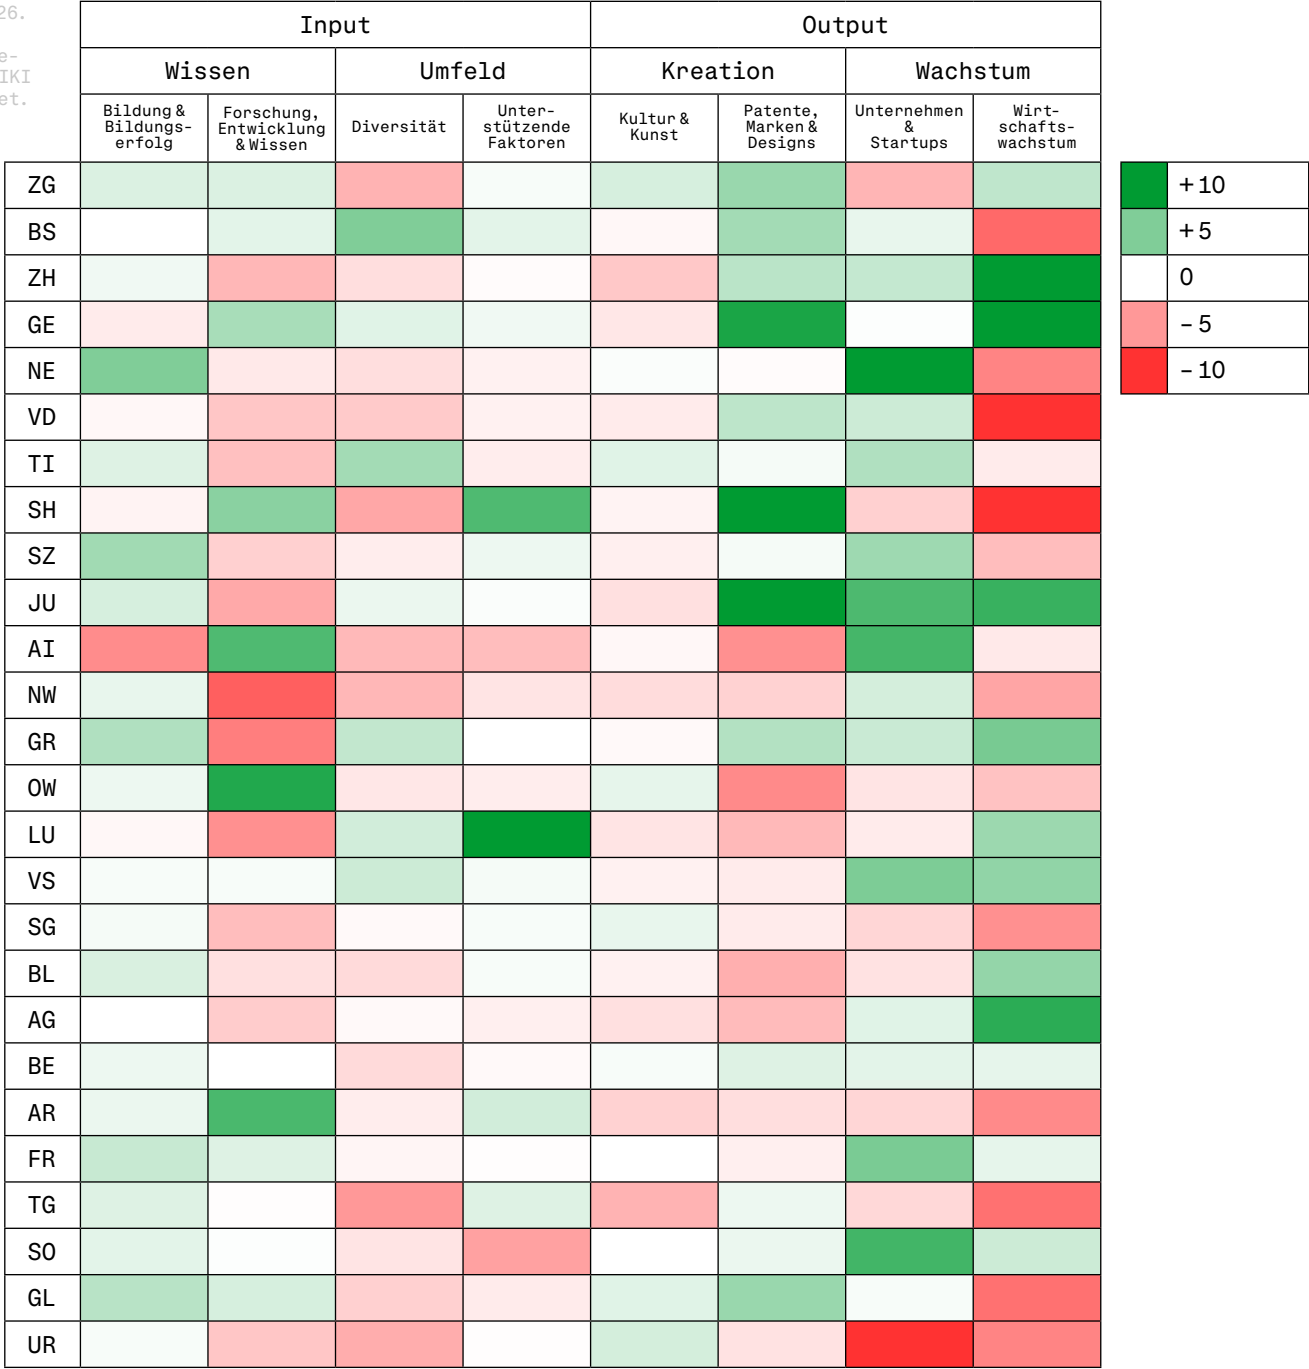 26.
e-
IKI
et.
Input
Output
Wissen
Umfeld
Kreation
Wachstum
Bildung &
Bildungs-
erfolg
Forschung,
Entwicklung
& Wissen
Diversität
Unter-
stützende
Faktoren
Kultur &
Kunst
Patente,
Marken &
Designs
Unternehmen
&
Startups
Wirt-
schafts-
wachstum
ZG
BS
ZH
GE
NE
VD
TI
SH
SZ
JU
AI
NW
GR
OW
LU
VS
SG
BL
AG
BE
AR
FR
TG
SO
GL
UR
+10
+5
0
–5
–10